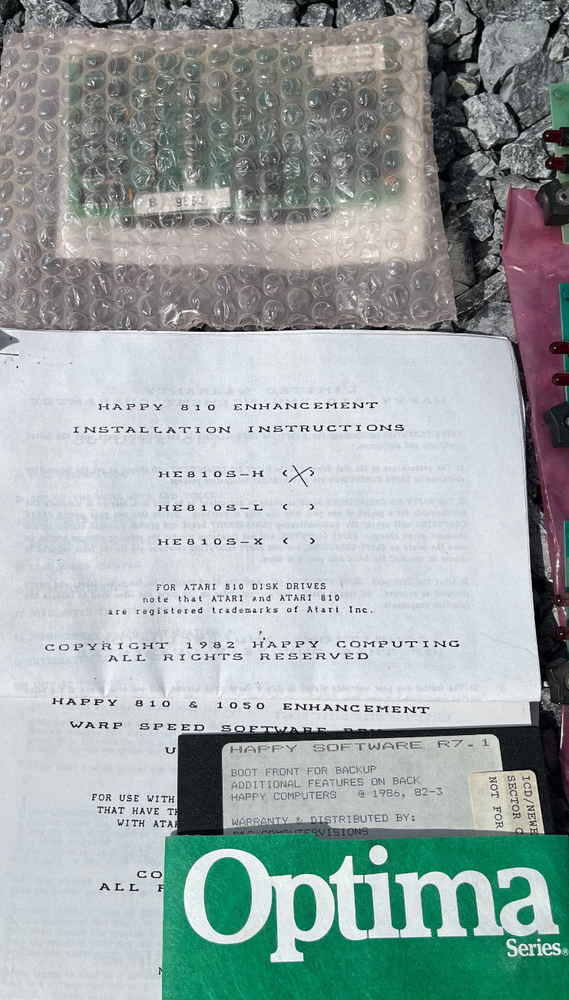 HAPPY 810 ENHANCEMENT
INSTALLATION INSTRUCTIONS
HE810S-H <X>
HE810S-L < >
HE810S-X < >
FOR ATARI 810 DISK DRIVES
note that ATARI and ATARI 810
are registered trademarks of Atari Inc.
COPYRIGHT 1982 HAPPY COMPUTING
ALL RIGHTS RESERVED
HAPPY 810 & 1050 ENHANCEMENT
WARP SPEED SOFTWARE
U
FOR USE WITH
THAT HAVE
WITH
CO
ALL
HAPPY SOFTWARE R7.1
BOOT FRONT FOR BACKUP
ADDITIONAL FEATURES ON BACK
HAPPY COMPUTERS @ 1986, 82-3
WARRANTY & DISTRIBUTED BY:
COMPUTERVISIONS
SECTOR
NOT FOR
Optima
Series®